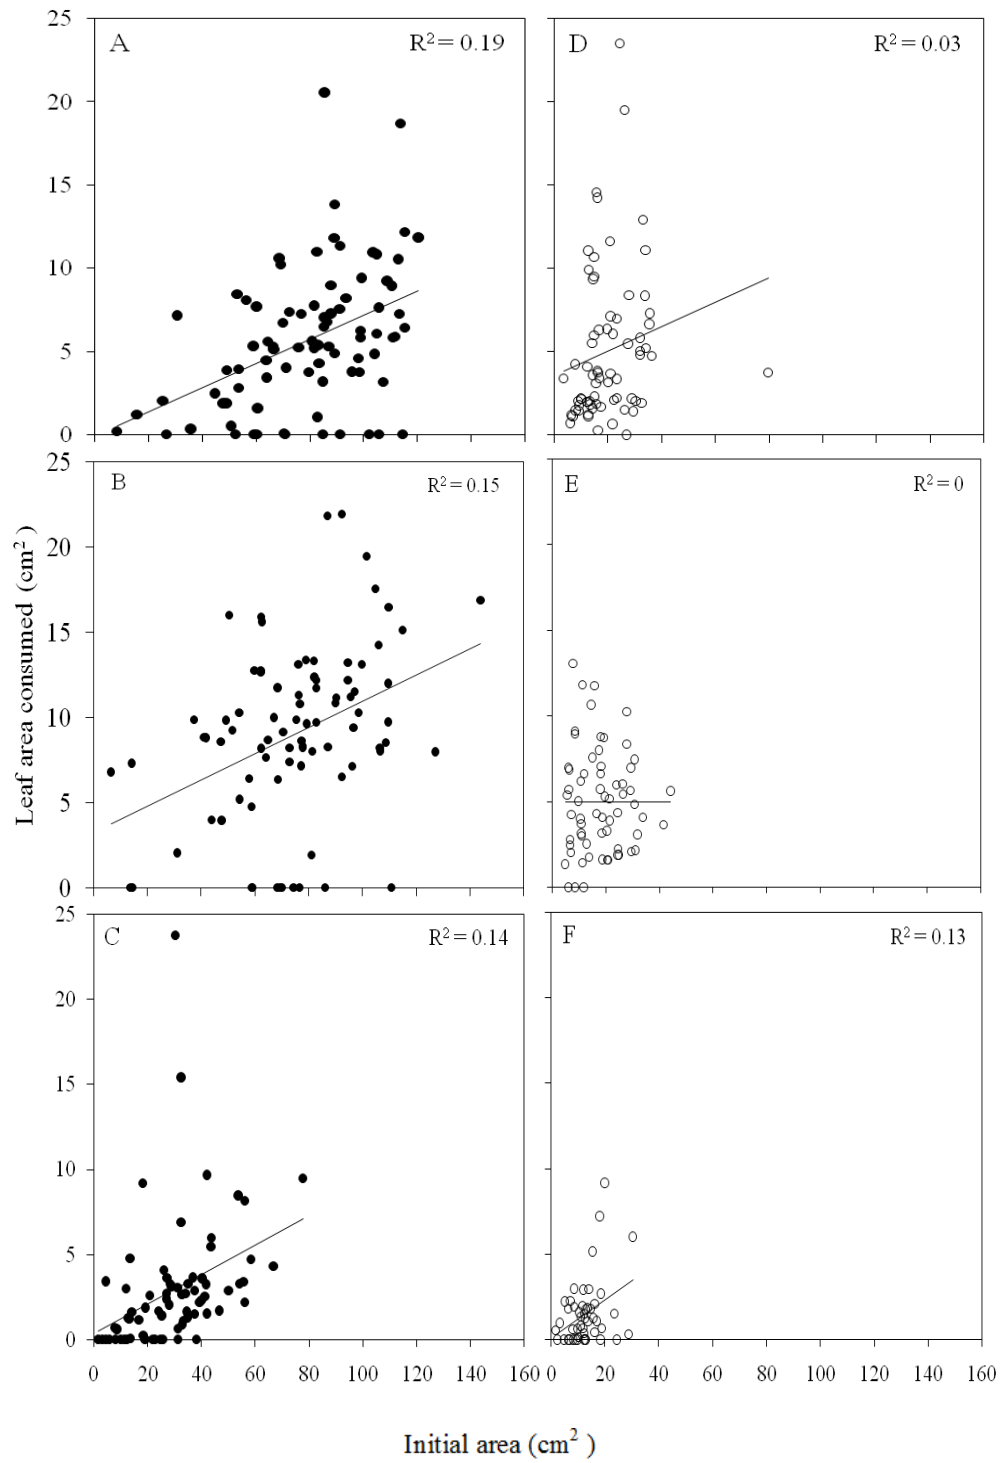 A
R² = 0.19
D
R² = 0.03
25
20
15
10
5
0
B
R² = 0.15
E
R² = 0
25
20
15
10
5
0
C
R² = 0.14
F
R² = 0.13
25
20
15
10
5
0
Leaf area consumed (cm²)
0 20 40 60 80 100 120 140 160
0 20 40 60 80 100 120 140 160
Initial area (cm²)